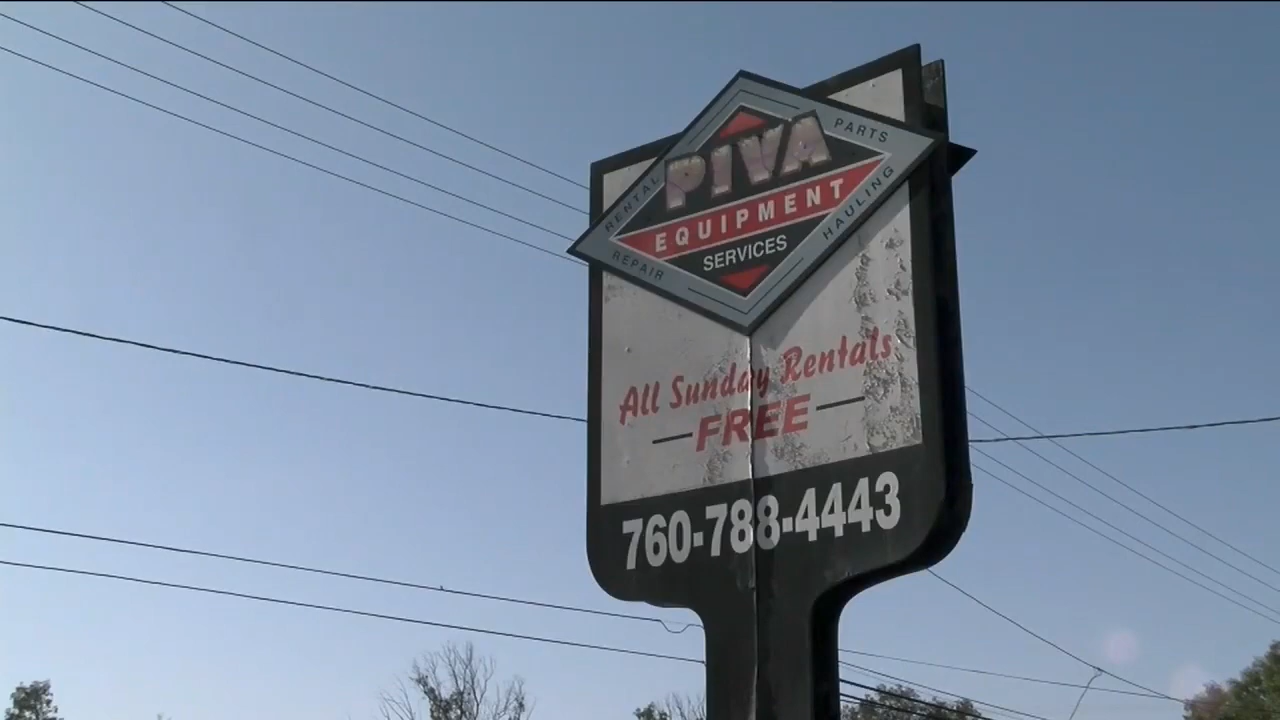 PIVA
EQUIPMENT
SERVICES
RENTAL
PARTS
REPAIR
HAULING
All Sunday Rentals
FREE
760-788-4443